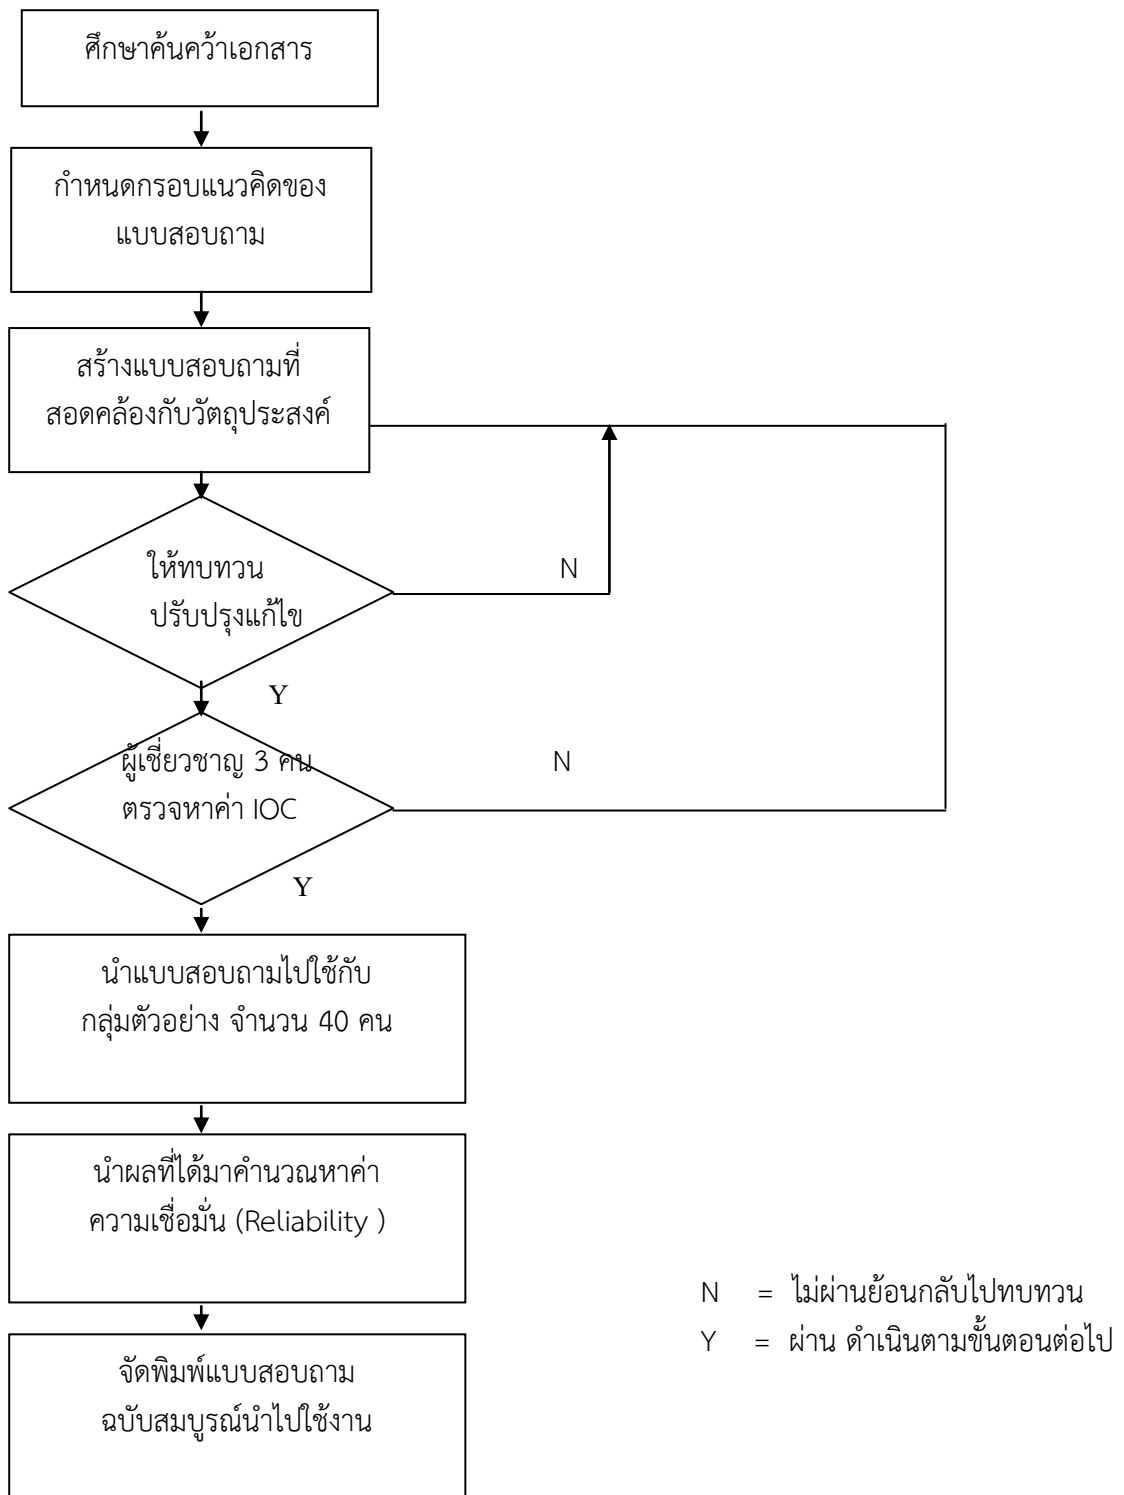 ศึกษาค้นคว้าเอกสาร
กำหนดกรอบแนวคิดของ
แบบสอบถาม
สร้างแบบสอบถามที่
สอดคล้องกับวัตถุประสงค์
ให้ทบทวน
ปรับปรุงแก้ไข
N
Y
ผู้เชี่ยวชาญ 3 คน
ตรวจหาค่า IOC
N
Y
นำแบบสอบถามไปใช้กับ
กลุ่มตัวอย่าง จำนวน 40 คน
นำผลที่ได้มาคำนวณหาค่า
ความเชื่อมั่น (Reliability )
จัดพิมพ์แบบสอบถาม
ฉบับสมบูรณ์นำไปใช้งาน
N = ไม่ผ่านย้อนกลับไปทบทวน
Y = ผ่าน ดำเนินตามขั้นตอนต่อไป